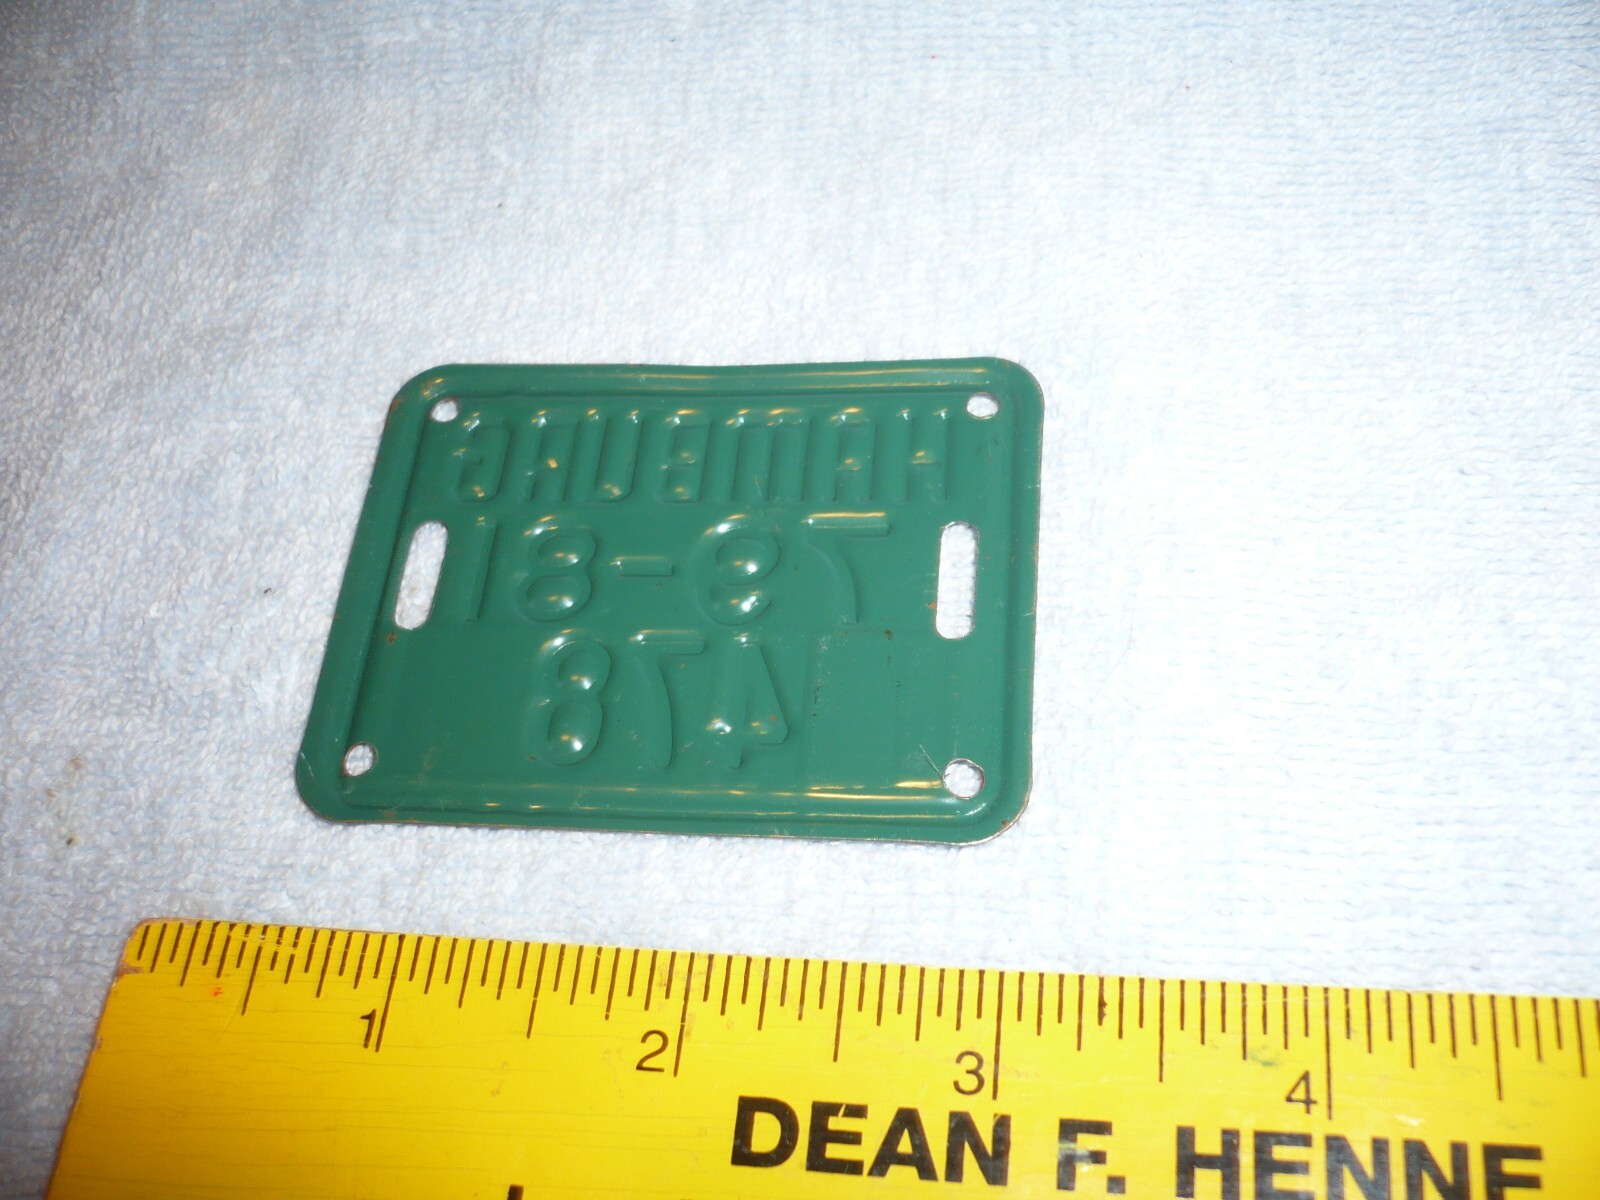 HAMBURG
79-81
478
1 2 3 4
DEAN F. HENNE